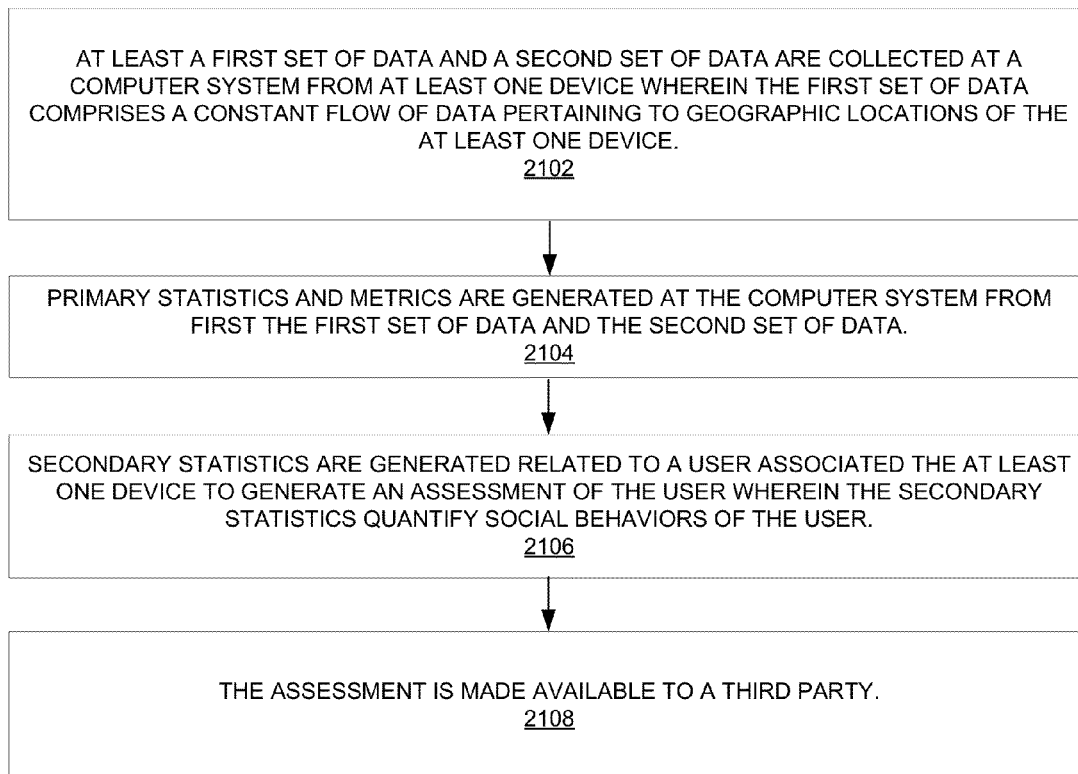 AT LEAST A FIRST SET OF DATA AND A SECOND SET OF DATA ARE COLLECTED AT A
COMPUTER SYSTEM FROM AT LEAST ONE DEVICE WHEREIN THE FIRST SET OF DATA
COMPRISES A CONSTANT FLOW OF DATA PERTAINING TO GEOGRAPHIC LOCATIONS OF THE
AT LEAST ONE DEVICE.
2102
PRIMARY STATISTICS AND METRICS ARE GENERATED AT THE COMPUTER SYSTEM FROM
FIRST THE FIRST SET OF DATA AND THE SECOND SET OF DATA.
2104
SECONDARY STATISTICS ARE GENERATED RELATED TO A USER ASSOCIATED THE AT LEAST
ONE DEVICE TO GENERATE AN ASSESSMENT OF THE USER WHEREIN THE SECONDARY
STATISTICS QUANTIFY SOCIAL BEHAVIORS OF THE USER.
2106
THE ASSESSMENT IS MADE AVAILABLE TO A THIRD PARTY.
2108